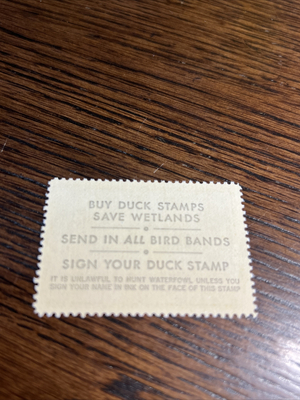 BUY DUCK STAMPS
SAVE WETLANDS
SEND IN ALL BIRD BANDS
SIGN YOUR DUCK STAMP
IT IS UNLAWFUL TO HUNT WATERFOWL UNLESS YOU
SIGN YOUR NAME IN INK ON THE FACE OF THIS STAMP